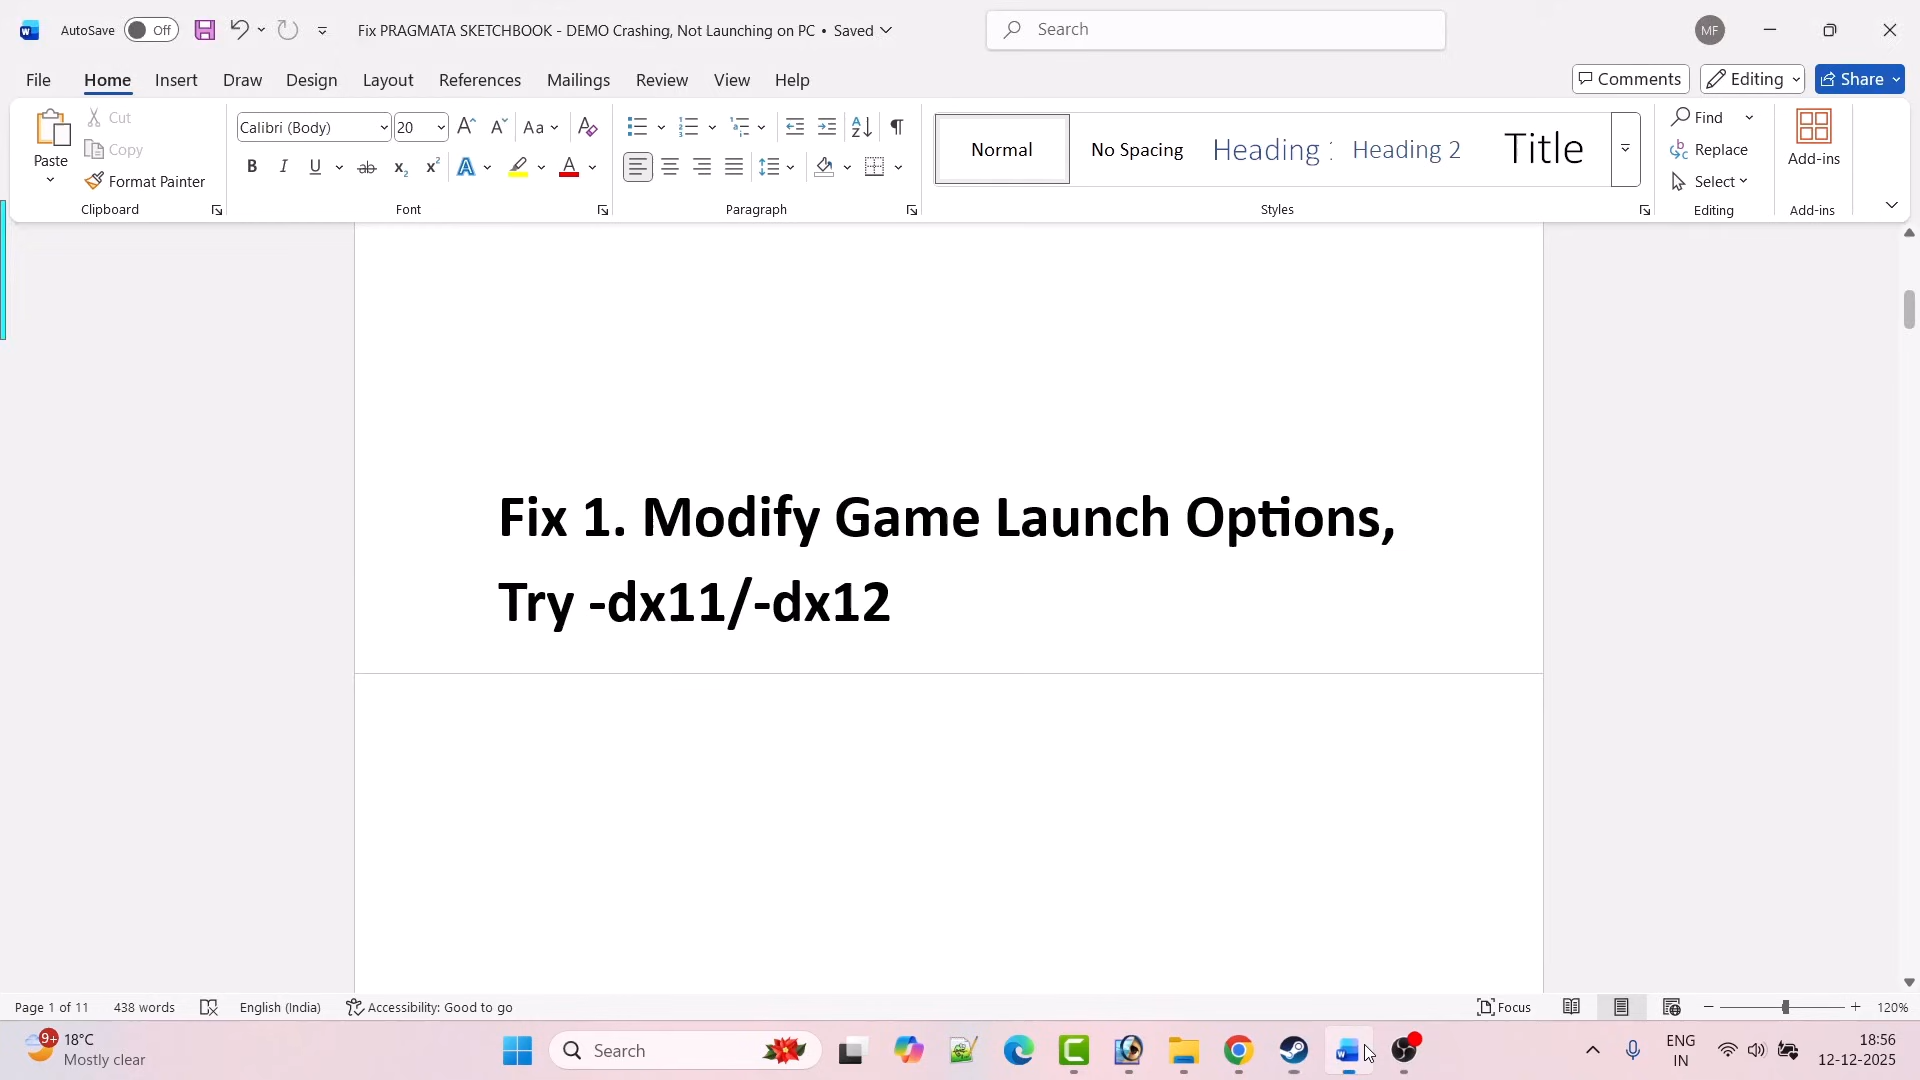 AutoSave Off Fix PRAGMATA SKETCHBOOK - DEMO Crashing, Not Launching on PC • Saved Search MF
File Home Insert Draw Design Layout References Mailings Review View Help Comments Editing Share
Paste Cut Copy Format Painter
Calibri (Body) 20
Normal No Spacing Heading Heading 2 Title
Find Replace Select
Add-ins
Clipboard Font Paragraph Styles Editing Add-ins
Fix 1. Modify Game Launch Options,
Try -dx11/-dx12
Page 1 of 11 438 words English (India) Accessibility: Good to go Focus 120%
9+ 18°C
Mostly clear
Search
ENG
IN
18:56
12-12-2025